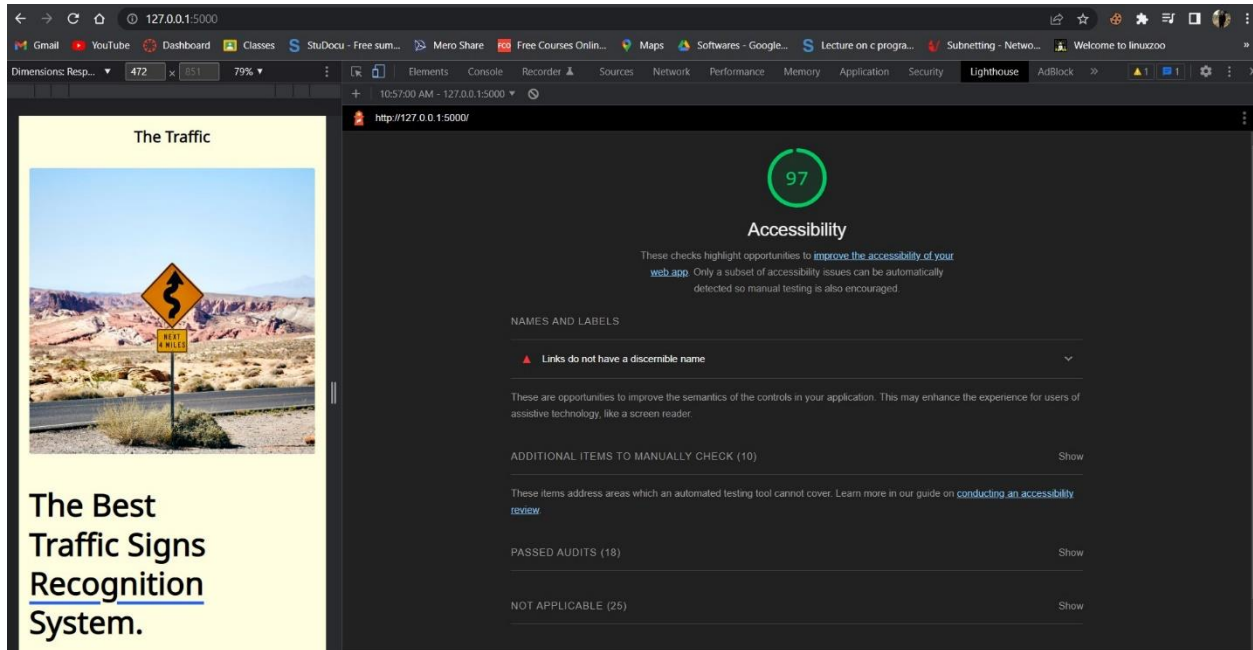 127.0.0.1:5000
Gmail YouTube Dashboard Classes StuDocu - Free sum... Mero Share FCO Free Courses Onlin... Maps Softwares - Google... Lecture on c progra... Subnetting - Netwo... Welcome to linuxzoo »
Dimensions: Resp... ▼ 472 × 851 79% ▼
Elements Console Recorder Sources Network Performance Memory Application Security Lighthouse AdBlock » 1 1
+ 10:57:00 AM - 127.0.0.1:5000 ▼
http://127.0.0.1:5000/
The Traffic
NEXT
4 MILES
The Best
Traffic Signs
Recognition
System.
97
Accessibility
These checks highlight opportunities to improve the accessibility of your
web app. Only a subset of accessibility issues can be automatically
detected so manual testing is also encouraged.
NAMES AND LABELS
Links do not have a discernible name
These are opportunities to improve the semantics of the controls in your application. This may enhance the experience for users of
assistive technology, like a screen reader.
ADDITIONAL ITEMS TO MANUALLY CHECK (10) Show
These items address areas which an automated testing tool cannot cover. Learn more in our guide on conducting an accessibility
review.
PASSED AUDITS (18) Show
NOT APPLICABLE (25) Show